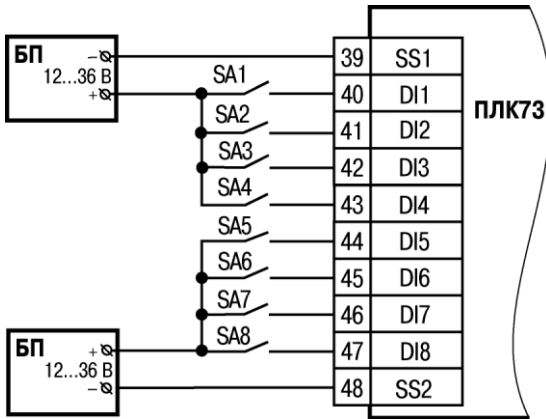 БП
12...36 В
−
+
SA1
SA2
SA3
SA4
SA5
SA6
SA7
SA8
39 SS1
40 DI1
41 DI2
42 DI3
43 DI4
44 DI5
45 DI6
46 DI7
47 DI8
48 SS2
ПЛК73
БП
12...36 В
+
−